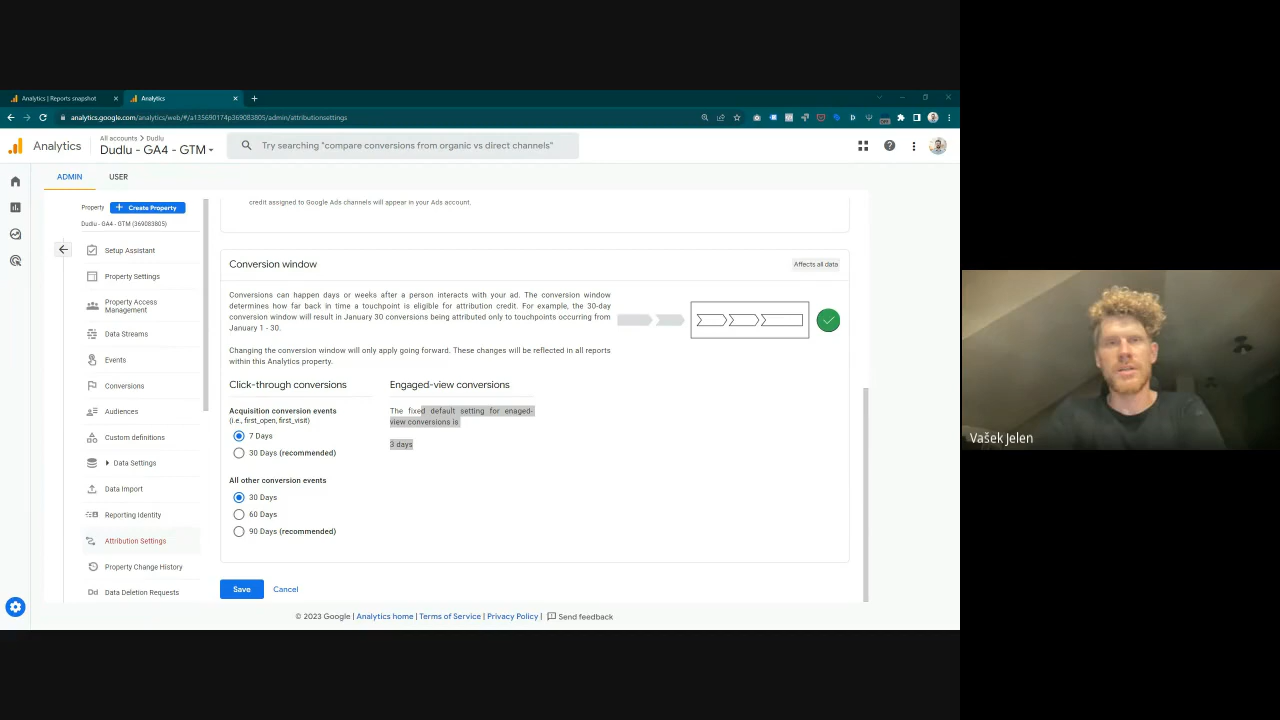 Analytics | Reports snapshot
Analytics
analytics.google.com/analytics/web/#/a135690174p369083805/admin/attributionsettings
Analytics
All accounts > Dudlu
Dudlu - GA4 - GTM
Try searching "compare conversions from organic vs direct channels"
ADMIN
USER
Property
+ Create Property
Dudlu - GA4 - GTM (369083805)
Setup Assistant
Property Settings
Property Access
Management
Data Streams
Events
Conversions
Audiences
Custom definitions
Data Settings
Data Import
Reporting Identity
Attribution Settings
Property Change History
Data Deletion Requests
credit assigned to Google Ads channels will appear in your Ads account.
Conversion window
Affects all data
Conversions can happen days or weeks after a person interacts with your ad. The conversion window
determines how far back in time a touchpoint is eligible for attribution credit. For example, the 30-day
conversion window will result in January 30 conversions being attributed only to touchpoints occurring from
January 1 - 30.
Changing the conversion window will only apply going forward. These changes will be reflected in all reports
within this Analytics property.
Click-through conversions
Acquisition conversion events
(i.e., first_open, first_visit)
7 Days
30 Days (recommended)
All other conversion events
30 Days
60 Days
90 Days (recommended)
Engaged-view conversions
The fixed default setting for enaged-
view conversions is
3 days
Save
Cancel
© 2023 Google | Analytics home | Terms of Service | Privacy Policy | Send feedback
Vašek Jelen